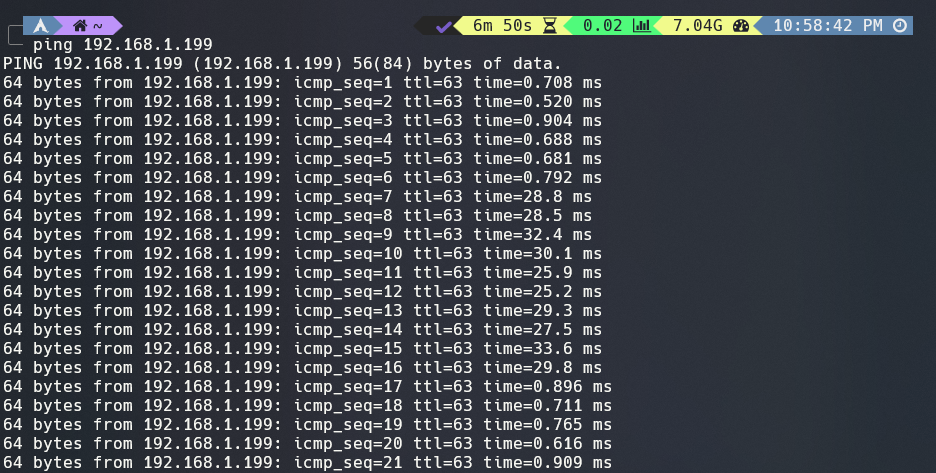 ~ 6m 50s 0.02 7.04G 10:58:42 PM
ping 192.168.1.199
PING 192.168.1.199 (192.168.1.199) 56(84) bytes of data.
64 bytes from 192.168.1.199: icmp_seq=1 ttl=63 time=0.708 ms
64 bytes from 192.168.1.199: icmp_seq=2 ttl=63 time=0.520 ms
64 bytes from 192.168.1.199: icmp_seq=3 ttl=63 time=0.904 ms
64 bytes from 192.168.1.199: icmp_seq=4 ttl=63 time=0.688 ms
64 bytes from 192.168.1.199: icmp_seq=5 ttl=63 time=0.681 ms
64 bytes from 192.168.1.199: icmp_seq=6 ttl=63 time=0.792 ms
64 bytes from 192.168.1.199: icmp_seq=7 ttl=63 time=28.8 ms
64 bytes from 192.168.1.199: icmp_seq=8 ttl=63 time=28.5 ms
64 bytes from 192.168.1.199: icmp_seq=9 ttl=63 time=32.4 ms
64 bytes from 192.168.1.199: icmp_seq=10 ttl=63 time=30.1 ms
64 bytes from 192.168.1.199: icmp_seq=11 ttl=63 time=25.9 ms
64 bytes from 192.168.1.199: icmp_seq=12 ttl=63 time=25.2 ms
64 bytes from 192.168.1.199: icmp_seq=13 ttl=63 time=29.3 ms
64 bytes from 192.168.1.199: icmp_seq=14 ttl=63 time=27.5 ms
64 bytes from 192.168.1.199: icmp_seq=15 ttl=63 time=33.6 ms
64 bytes from 192.168.1.199: icmp_seq=16 ttl=63 time=29.8 ms
64 bytes from 192.168.1.199: icmp_seq=17 ttl=63 time=0.896 ms
64 bytes from 192.168.1.199: icmp_seq=18 ttl=63 time=0.711 ms
64 bytes from 192.168.1.199: icmp_seq=19 ttl=63 time=0.765 ms
64 bytes from 192.168.1.199: icmp_seq=20 ttl=63 time=0.616 ms
64 bytes from 192.168.1.199: icmp_seq=21 ttl=63 time=0.909 ms